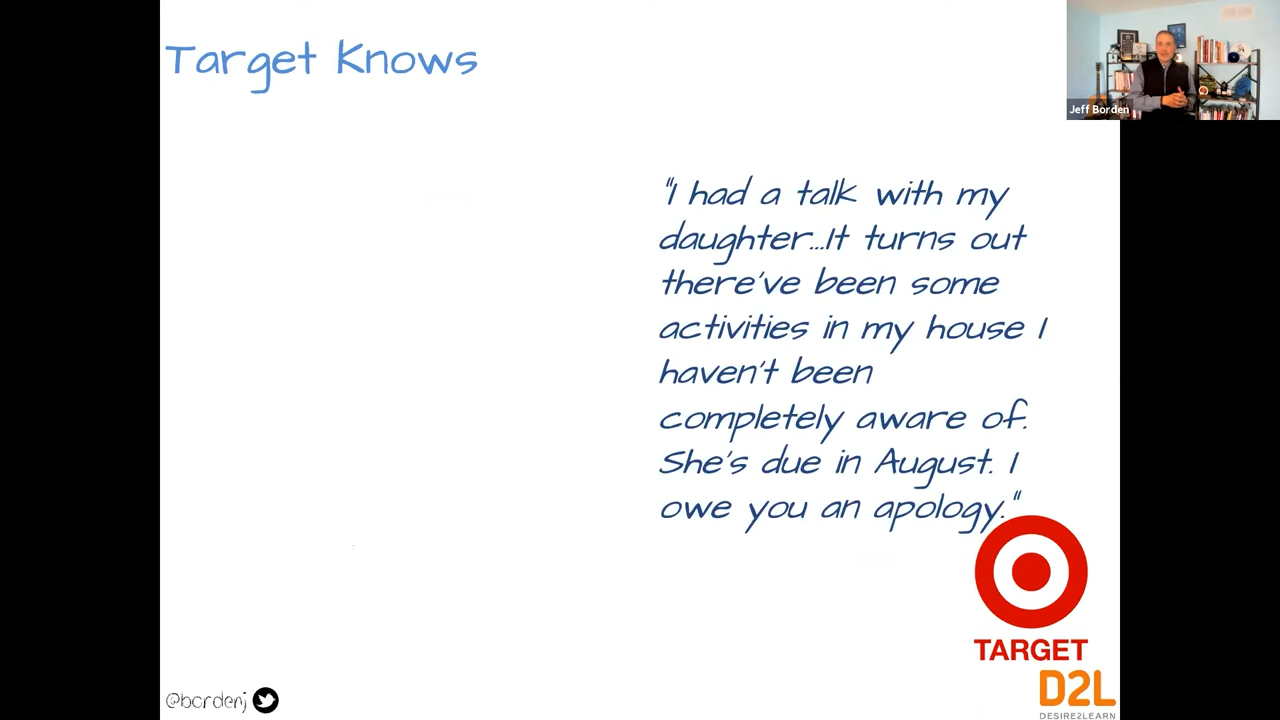 Target Knows
Jeff Borden
"I had a talk with my
daughter...It turns out
there've been some
activities in my house I
haven't been
completely aware of.
She's due in August. I
owe you an apology."
TARGET
D2L
DESIRE2LEARN
@bordenj